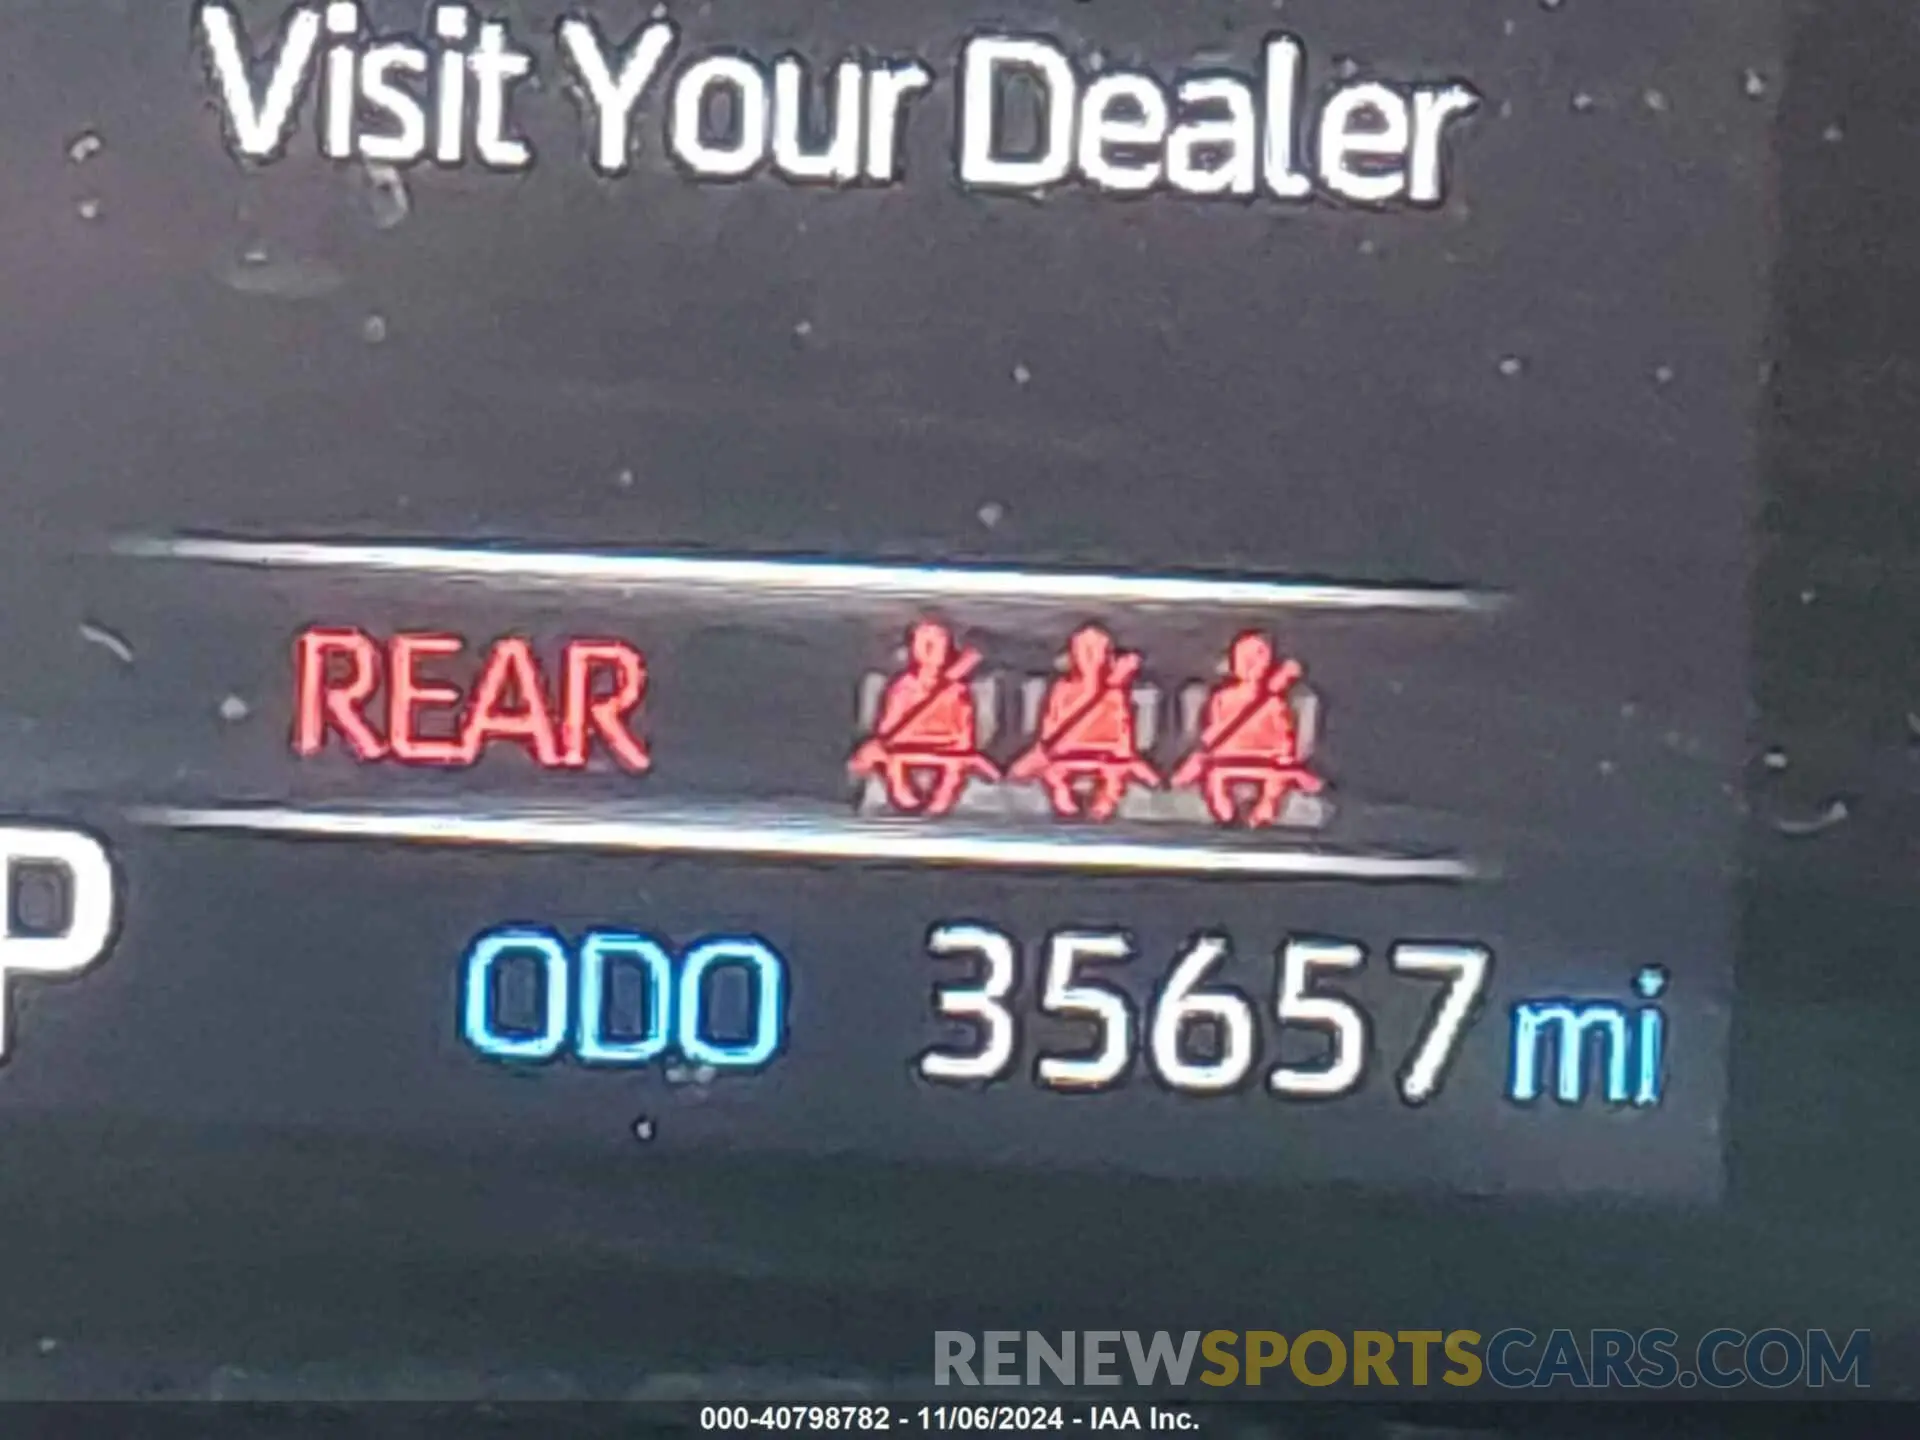 Visit Your Dealer
REAR
P
ODO 35657 mi
RENEWSPORTSCARS.COM
000-40798782 - 11/06/2024 - IAA Inc.